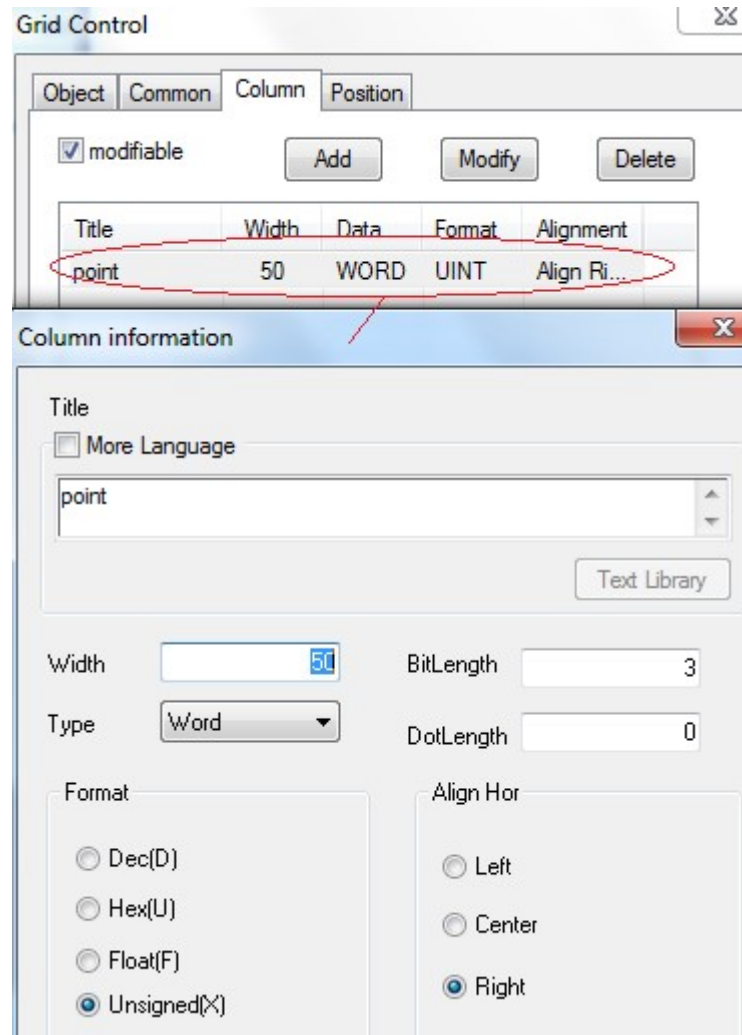 Grid Control
Object Common Column Position
modifiable Add Modify Delete
Title Width Data Format Alignment
point 50 WORD UINT Align Ri...
Column information
Title
More Language
point
Text Library
Width 50 BitLength 3
Type Word DotLength 0
Format Align Hor
Dec(D) Left
Hex(U) Center
Float(F) Right
Unsigned(X)